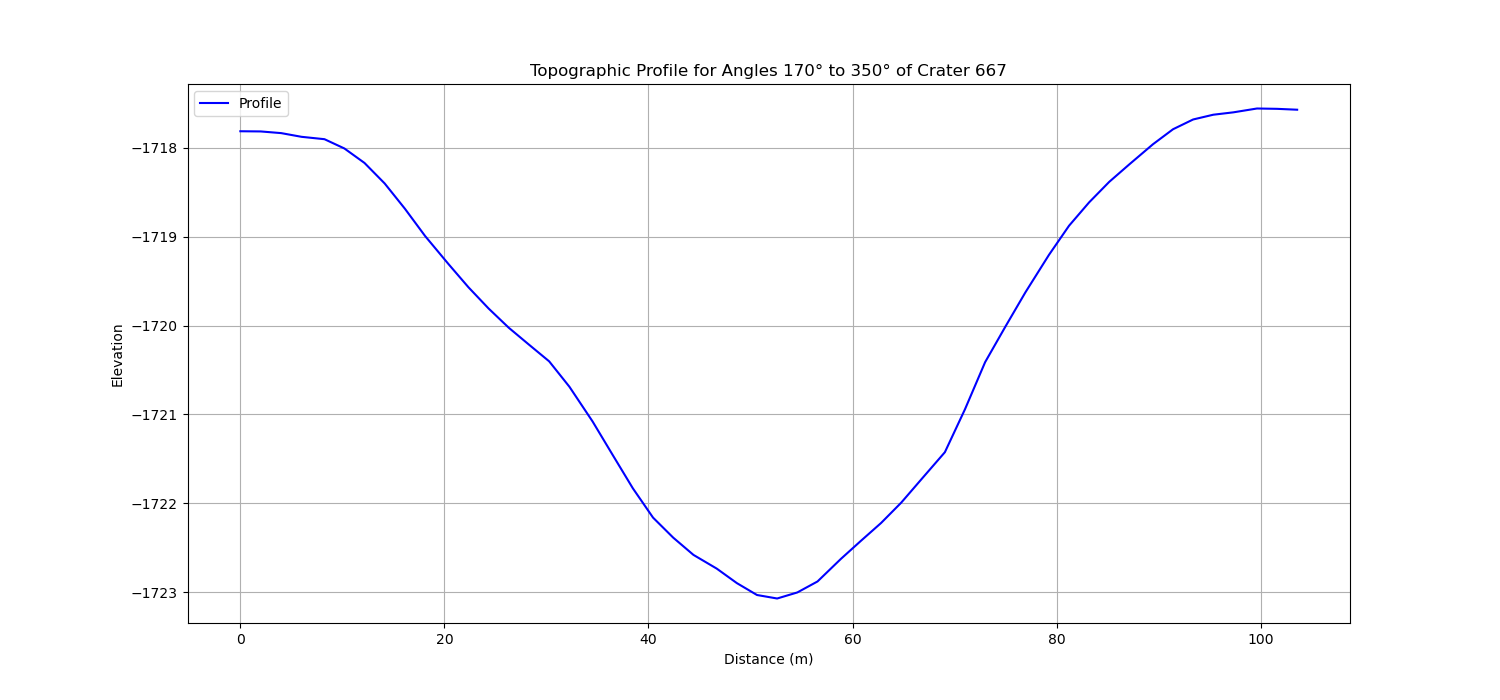 Topographic Profile for Angles 170° to 350° of Crater 667
Profile
−1718
−1719
−1720
−1721
−1722
−1723
Elevation
0 20 40 60 80 100
Distance (m)